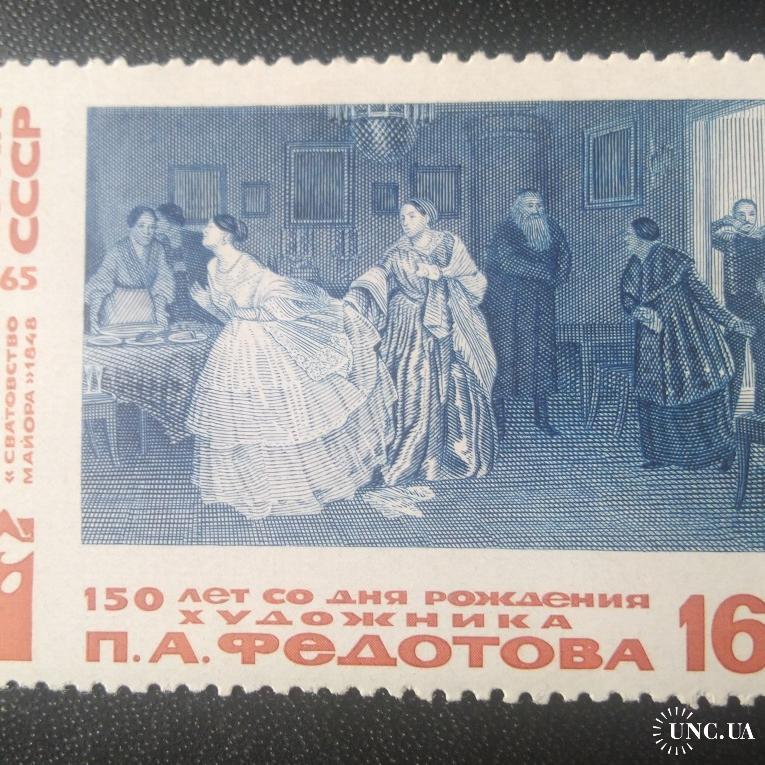 СССР
65
«СВАТОВСТВО
МАЙОРА»1848
150 ЛЕТ СО ДНЯ РОЖДЕНИЯ
ХУДОЖНИКА
П.А.ФЕДОТОВА
16
UNC.UA